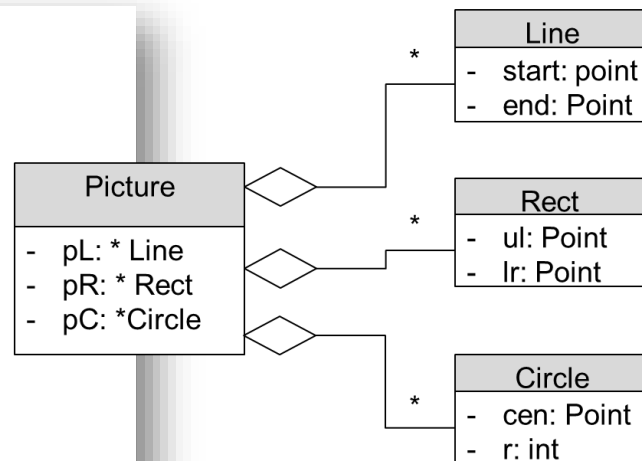 Picture
- pL: * Line
- pR: * Rect
- pC: *Circle
*
Line
- start: point
- end: Point
*
Rect
- ul: Point
- lr: Point
*
Circle
- cen: Point
- r: int